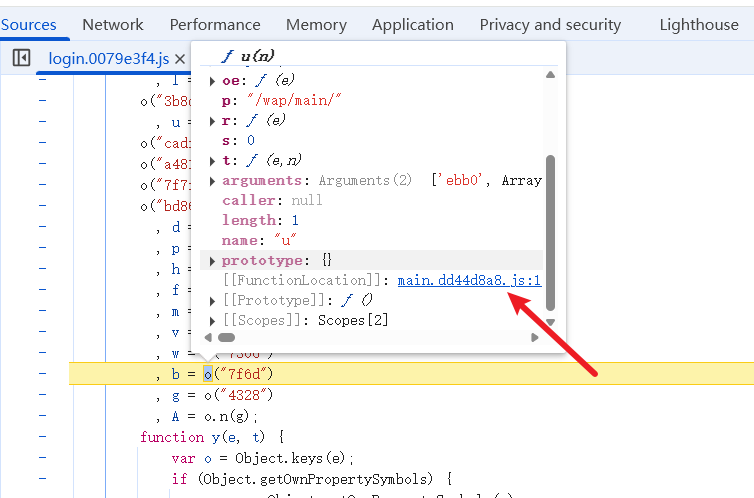 Sources Network Performance Memory Application Privacy and security Lighthouse
login.0079e3f4.js ×
ƒ u(n)
oe: ƒ (e)
p: "/wap/main/"
r: ƒ (e)
s: 0
t: ƒ (e,n)
arguments: Arguments(2) ['ebb0', Array
caller: null
length: 1
name: "u"
prototype: {}
[[FunctionLocation]]: main.dd44d8a8.js:1
[[Prototype]]: ƒ ()
[[Scopes]]: Scopes[2]
, l =
o("3b8
, u =
o("cad
o("a48
o("7f7
o("bd8
, d =
, p =
, h =
, f =
, m =
, v =
, w =
, b = o("7f6d")
, g = o("4328")
, A = o.n(g);
function y(e, t) {
var o = Object.keys(e);
if (Object.getOwnPropertySymbols) {